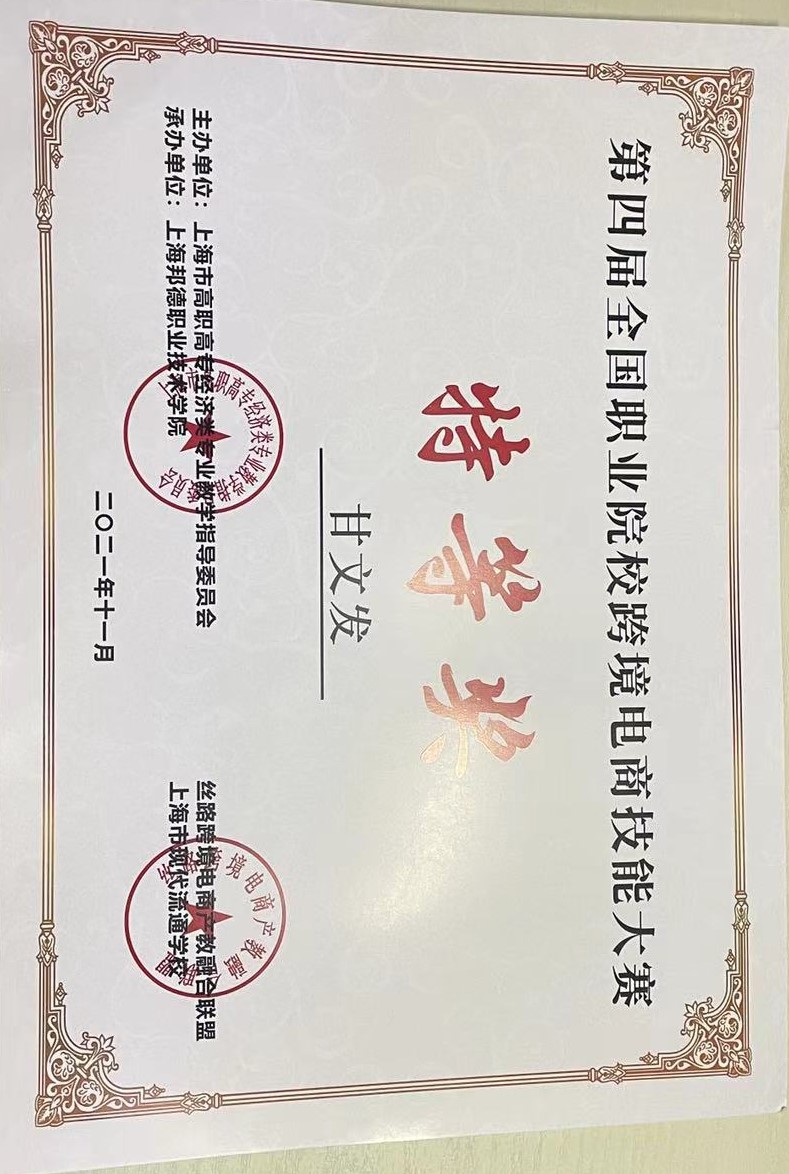 第四届全国职业院校跨境电商技能大赛
特等奖
甘文发
主办单位：上海市高职高专经济类专业教学指导委员会 丝路跨境电商产教融合联盟
承办单位：上海邦德职业技术学院 上海市现代流通学校
二〇二一年十一月